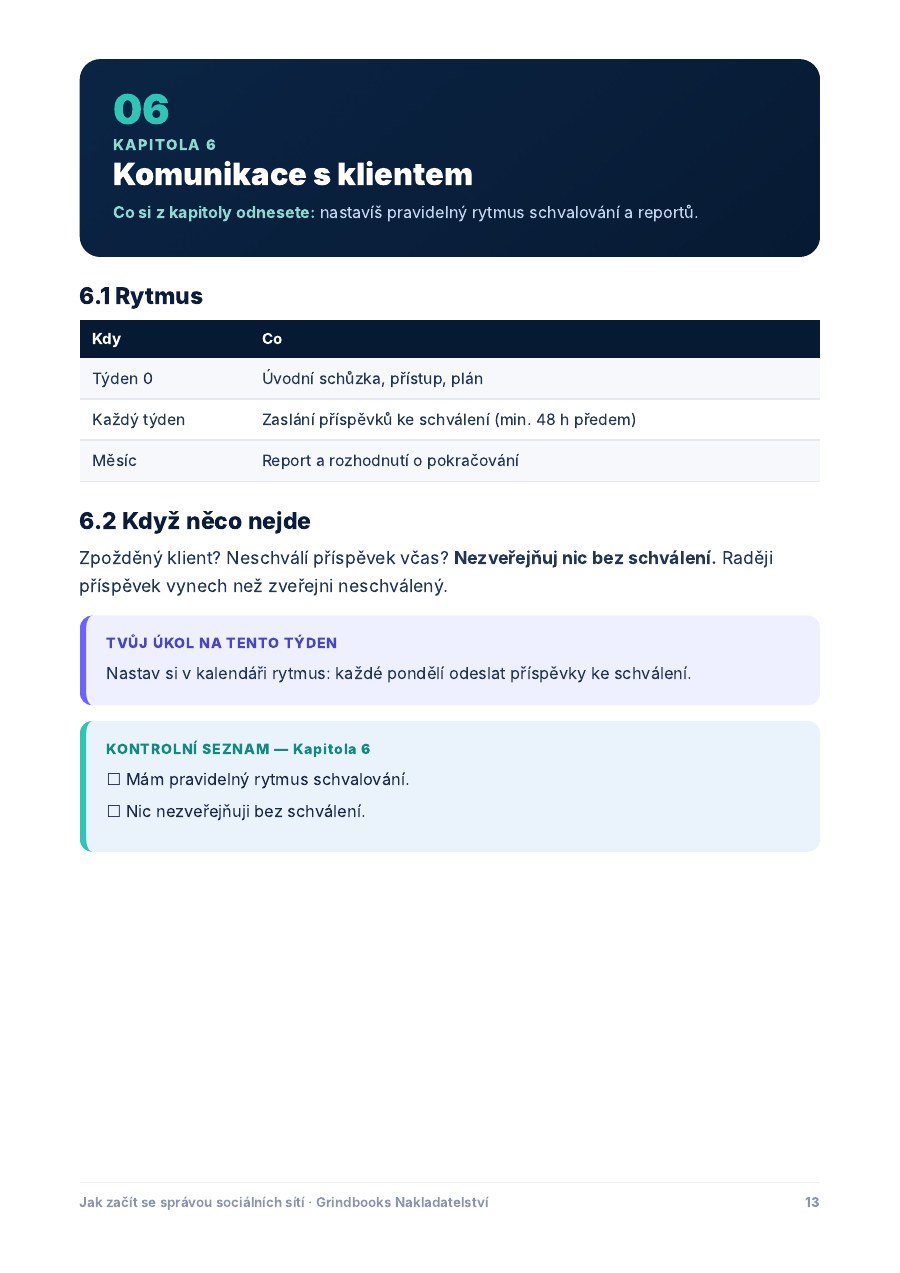 06
KAPITOLA 6
Komunikace s klientem
Co si z kapitoly odnesete: nastavíš pravidelný rytmus schvalování a reportů.
6.1 Rytmus
Kdy Co
Týden 0 Úvodní schůzka, přístup, plán
Každý týden Zaslání příspěvků ke schválení (min. 48 h předem)
Měsíc Report a rozhodnutí o pokračování
6.2 Když něco nejde
Zpožděný klient? Neschválí příspěvek včas? Nezveřejňuj nic bez schválení. Raději
příspěvek vynech než zveřejni neschválený.
TVŮJ ÚKOL NA TENTO TÝDEN
Nastav si v kalendáři rytmus: každé pondělí odeslat příspěvky ke schválení.
KONTROLNÍ SEZNAM — Kapitola 6
☐ Mám pravidelný rytmus schvalování.
☐ Nic nezveřejňuji bez schválení.
Jak začít se správou sociálních sítí · Grindbooks Nakladatelství 13